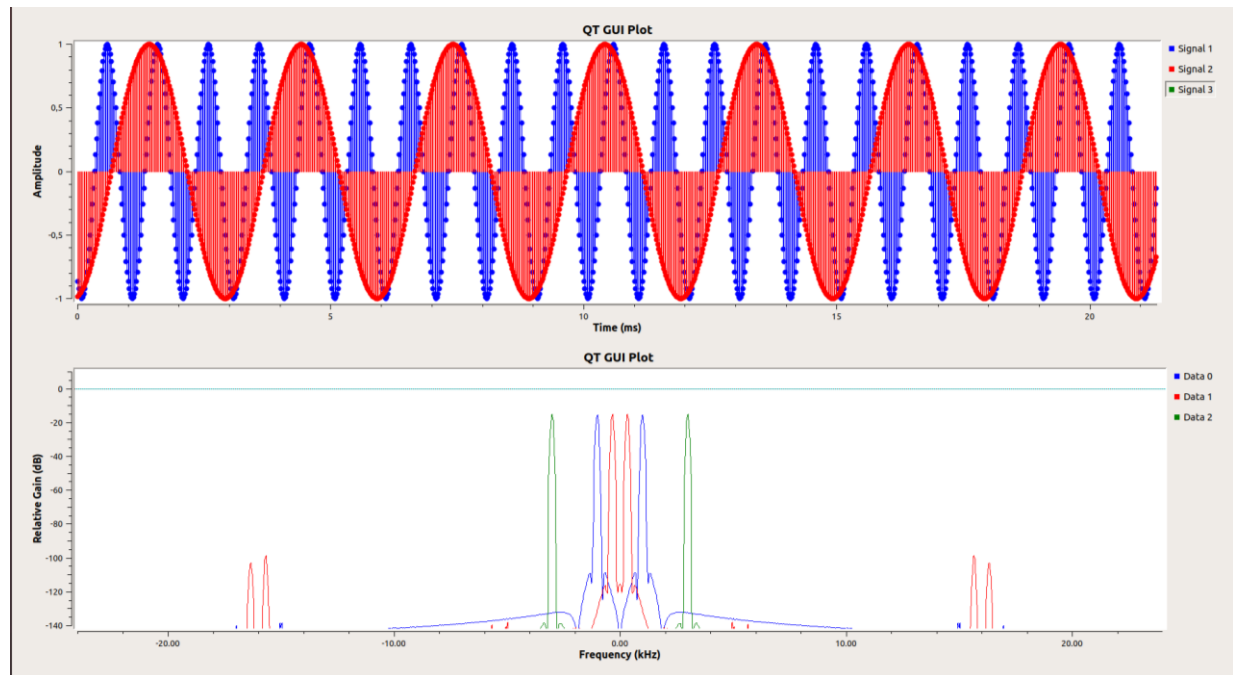 QT GUI Plot
1
0,5
0
-0,5
-1
Amplitude
0
5
10
15
20
Time (ms)
Signal 1
Signal 2
Signal 3
QT GUI Plot
0
-20
-40
-60
-80
-100
-120
-140
Relative Gain (dB)
-20.00
-10.00
0.00
10.00
20.00
Frequency (kHz)
Data 0
Data 1
Data 2